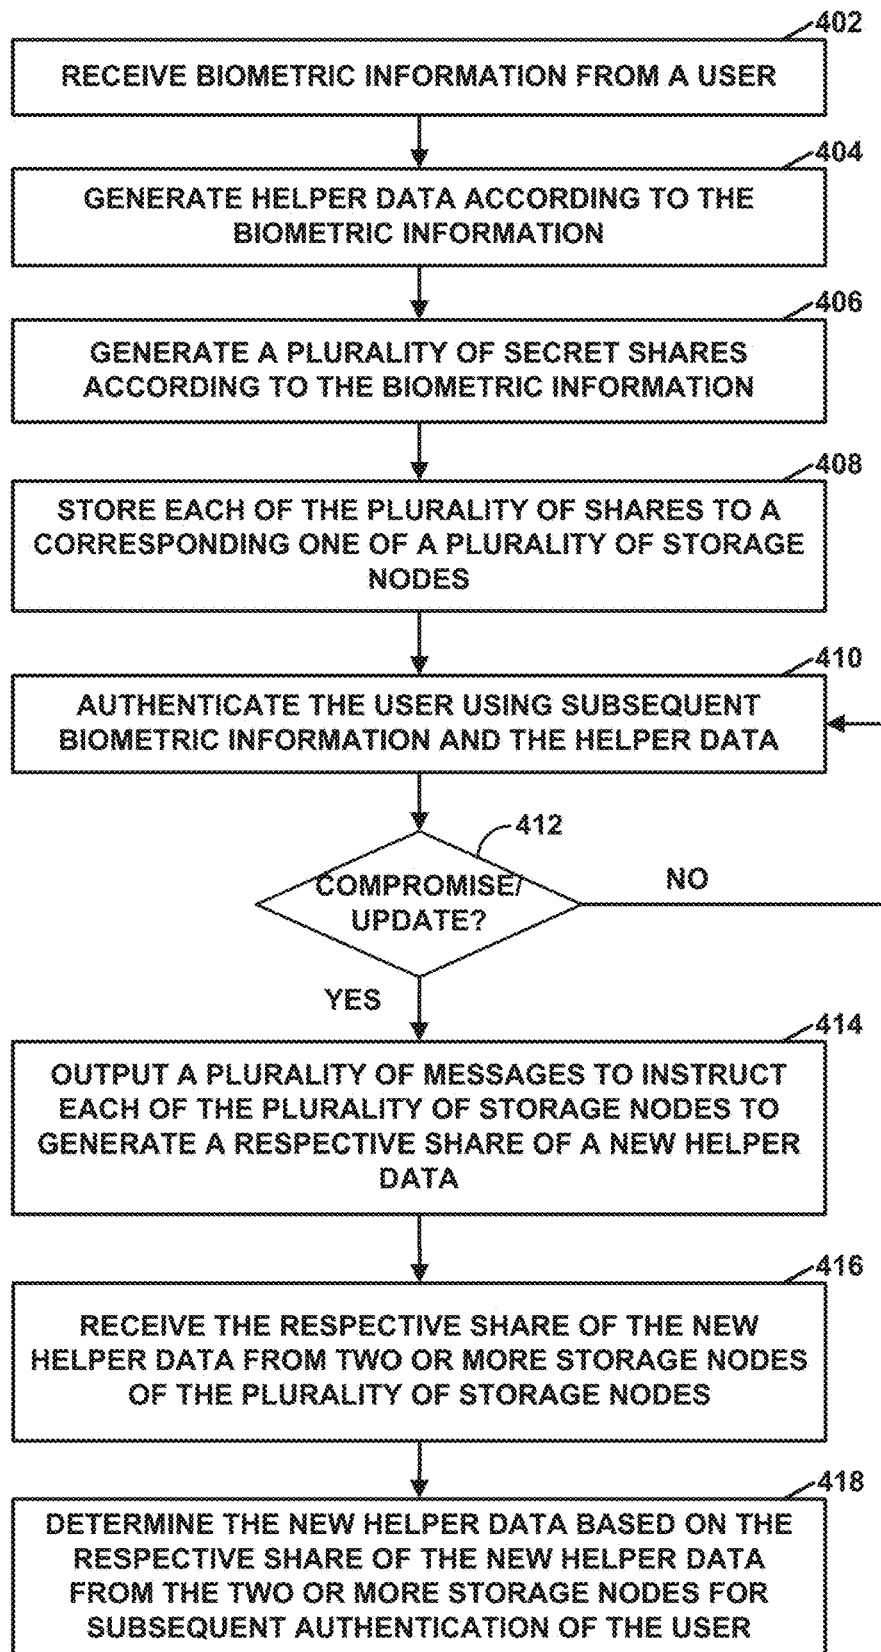 402
RECEIVE BIOMETRIC INFORMATION FROM A USER
404
GENERATE HELPER DATA ACCORDING TO THE
BIOMETRIC INFORMATION
406
GENERATE A PLURALITY OF SECRET SHARES
ACCORDING TO THE BIOMETRIC INFORMATION
408
STORE EACH OF THE PLURALITY OF SHARES TO A
CORRESPONDING ONE OF A PLURALITY OF STORAGE
NODES
410
AUTHENTICATE THE USER USING SUBSEQUENT
BIOMETRIC INFORMATION AND THE HELPER DATA
412
COMPROMISE/
UPDATE?
NO
YES
414
OUTPUT A PLURALITY OF MESSAGES TO INSTRUCT
EACH OF THE PLURALITY OF STORAGE NODES TO
GENERATE A RESPECTIVE SHARE OF A NEW HELPER
DATA
416
RECEIVE THE RESPECTIVE SHARE OF THE NEW
HELPER DATA FROM TWO OR MORE STORAGE NODES
OF THE PLURALITY OF STORAGE NODES
418
DETERMINE THE NEW HELPER DATA BASED ON THE
RESPECTIVE SHARE OF THE NEW HELPER DATA
FROM THE TWO OR MORE STORAGE NODES FOR
SUBSEQUENT AUTHENTICATION OF THE USER